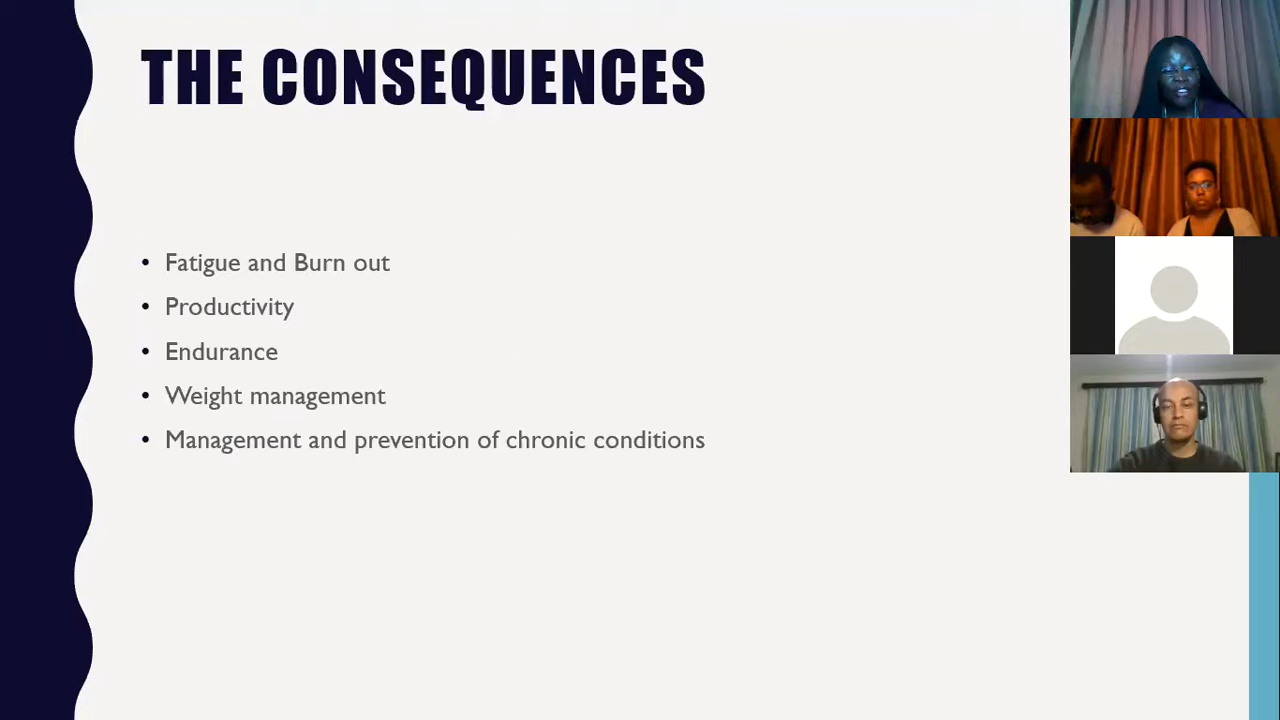 THE CONSEQUENCES
• Fatigue and Burn out
• Productivity
• Endurance
• Weight management
• Management and prevention of chronic conditions